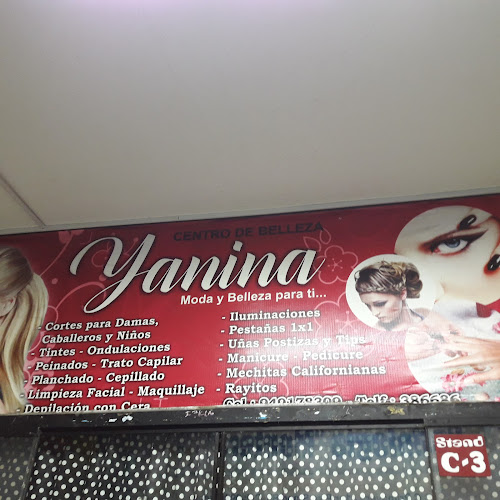 CENTRO DE BELLEZA
Yanina
Moda y Belleza para ti...
- Cortes para Damas,
Caballeros y Niños
- Tintes - Ondulaciones
- Peinados - Trato Capilar
- Planchado - Cepillado
- Limpieza Facial - Maquillaje
- Depilación con Cera
- Iluminaciones
- Pestañas 1x1
- Uñas Postizas y Tips
- Manicure - Pedicure
- Mechitas Californianas
- Rayitos
Cel.: Telf.:
Stand
C-3